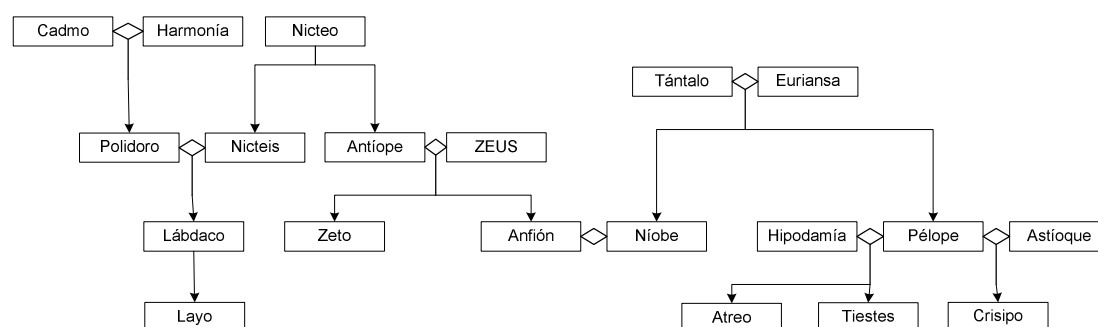 Cadmo
Harmonía
Nicteo
Tántalo
Euriansa
Polidoro
Nicteis
Antíope
ZEUS
Lábdaco
Zeto
Anfión
Níobe
Hipodamía
Pélope
Astíoque
Layo
Atreo
Tiestes
Crisipo